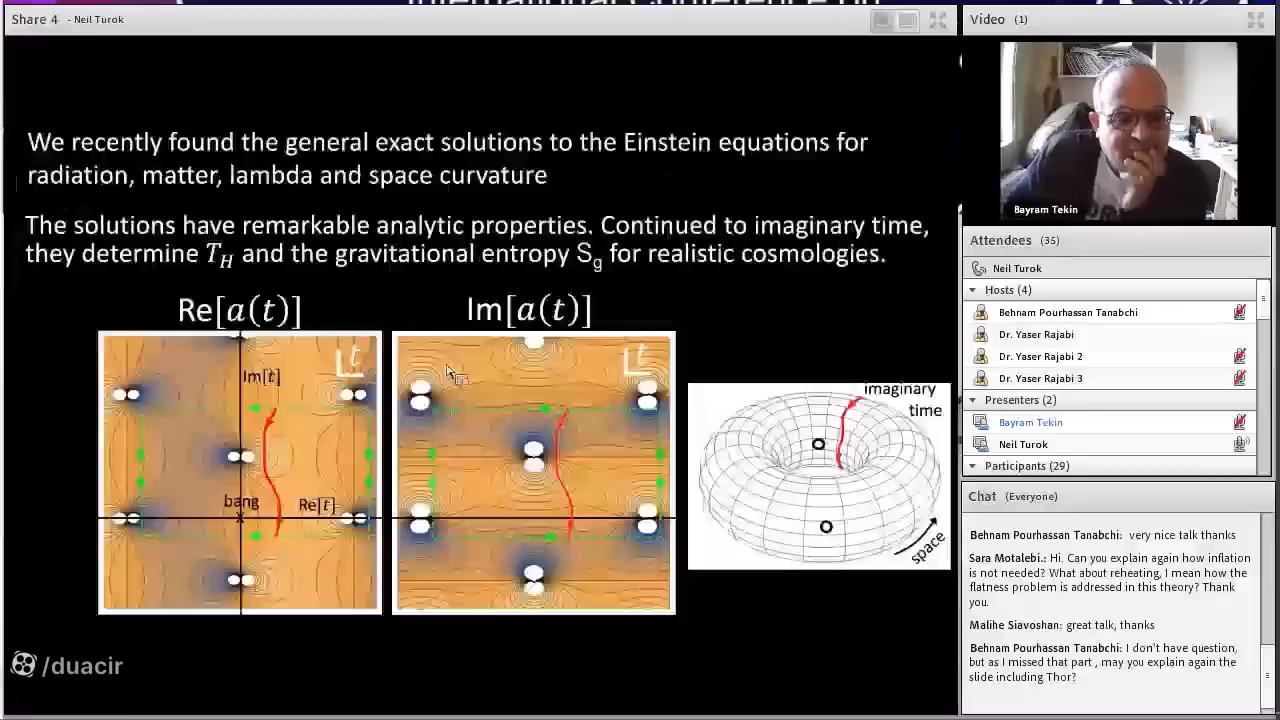 International Conference on
Share 4 - Neil Turok
We recently found the general exact solutions to the Einstein equations for
radiation, matter, lambda and space curvature
The solutions have remarkable analytic properties. Continued to imaginary time,
they determine T_H and the gravitational entropy S_g for realistic cosmologies.
Re[a(t)]
Im[a(t)]
t
Im[t]
bang
Re[t]
t
imaginary
time
space
/duacir
Video (1)
Bayram Tekin
Attendees (35)
Neil Turok
Hosts (4)
Behnam Pourhassan Tanabchi
Dr. Yaser Rajabi
Dr. Yaser Rajabi 2
Dr. Yaser Rajabi 3
Presenters (2)
Bayram Tekin
Neil Turok
Participants (29)
Chat (Everyone)
Behnam Pourhassan Tanabchi: very nice talk thanks
Sara Motalebi.: Hi. Can you explain again how inflation
is not needed? What about reheating, I mean how the
flatness problem is addressed in this theory? Thank
you.
Malihe Siavoshan: great talk, thanks
Behnam Pourhassan Tanabchi: I don't have question,
but as I missed that part , may you explain again the
slide including Thor?